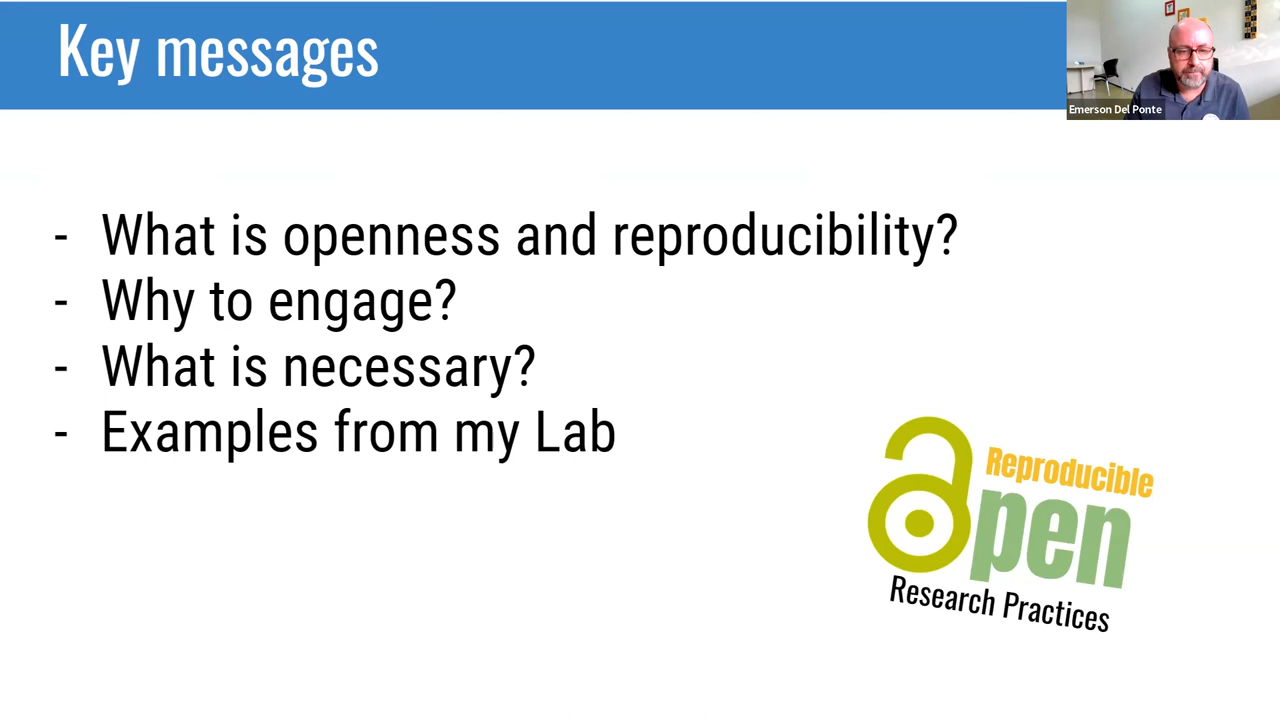 Key messages
Emerson Del Ponte
- What is openness and reproducibility?
- Why to engage?
- What is necessary?
- Examples from my Lab
Reproducible
Open
Research Practices